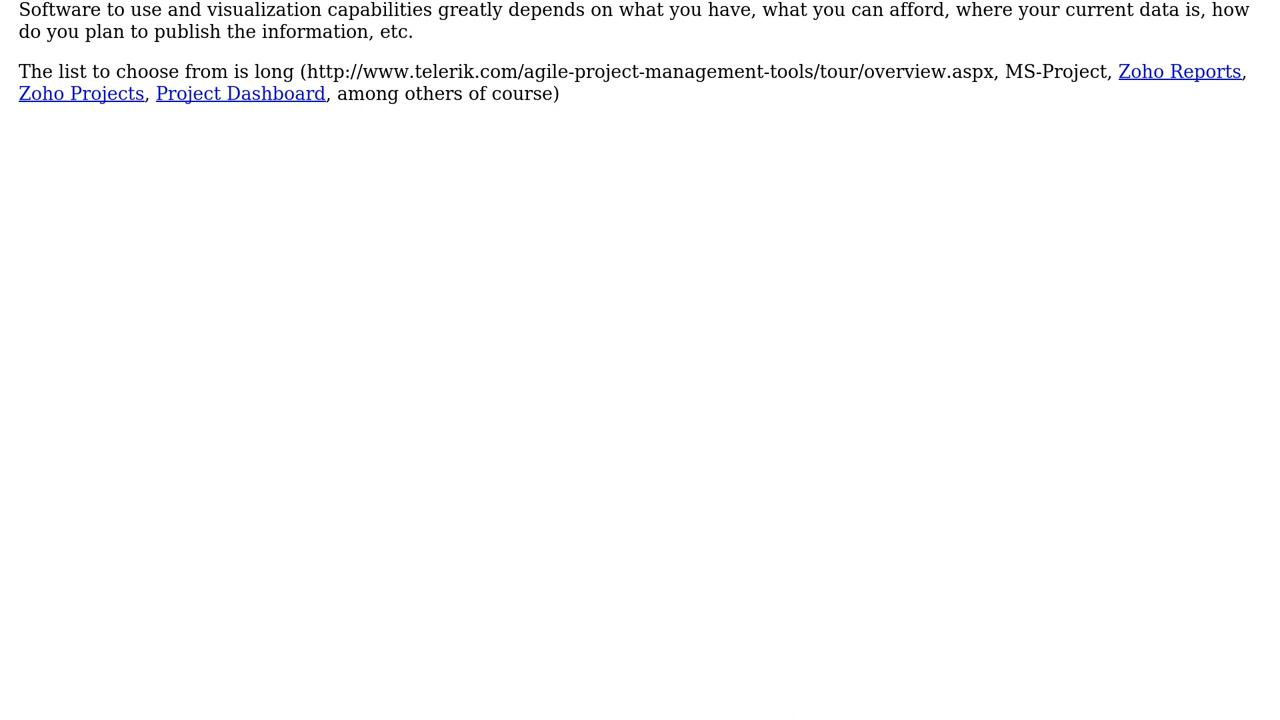 Software to use and visualization capabilities greatly depends on what you have, what you can afford, where your current data is, how
do you plan to publish the information, etc.
The list to choose from is long (http://www.telerik.com/agile-project-management-tools/tour/overview.aspx, MS-Project, Zoho Reports,
Zoho Projects, Project Dashboard, among others of course)